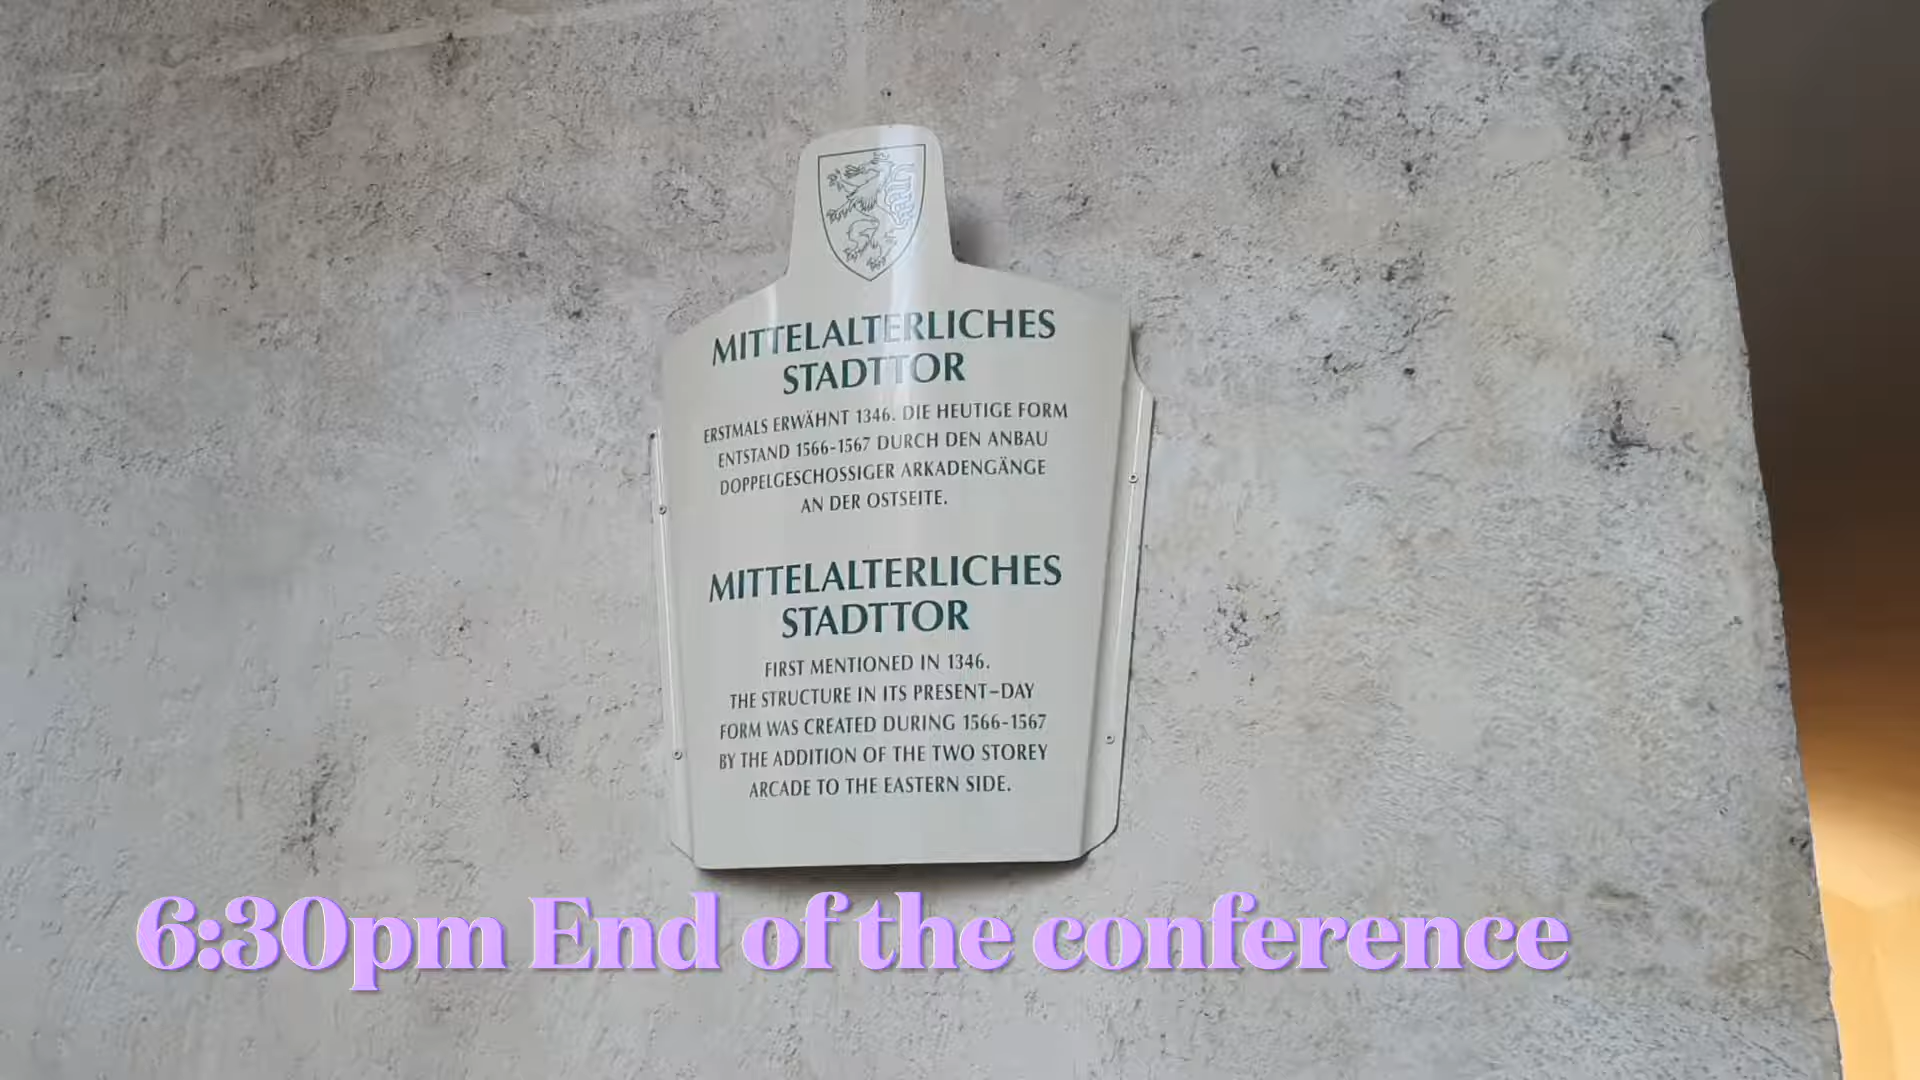 MITTELALTERLICHES
STADTTOR
ERSTMALS ERWÄHNT 1346. DIE HEUTIGE FORM
ENTSTAND 1566-1567 DURCH DEN ANBAU
DOPPELGESCHOSSIGER ARKADENGÄNGE
AN DER OSTSEITE.
MITTELALTERLICHES
STADTTOR
FIRST MENTIONED IN 1346.
THE STRUCTURE IN ITS PRESENT-DAY
FORM WAS CREATED DURING 1566-1567
BY THE ADDITION OF THE TWO STOREY
ARCADE TO THE EASTERN SIDE.
6:30pm End of the conference